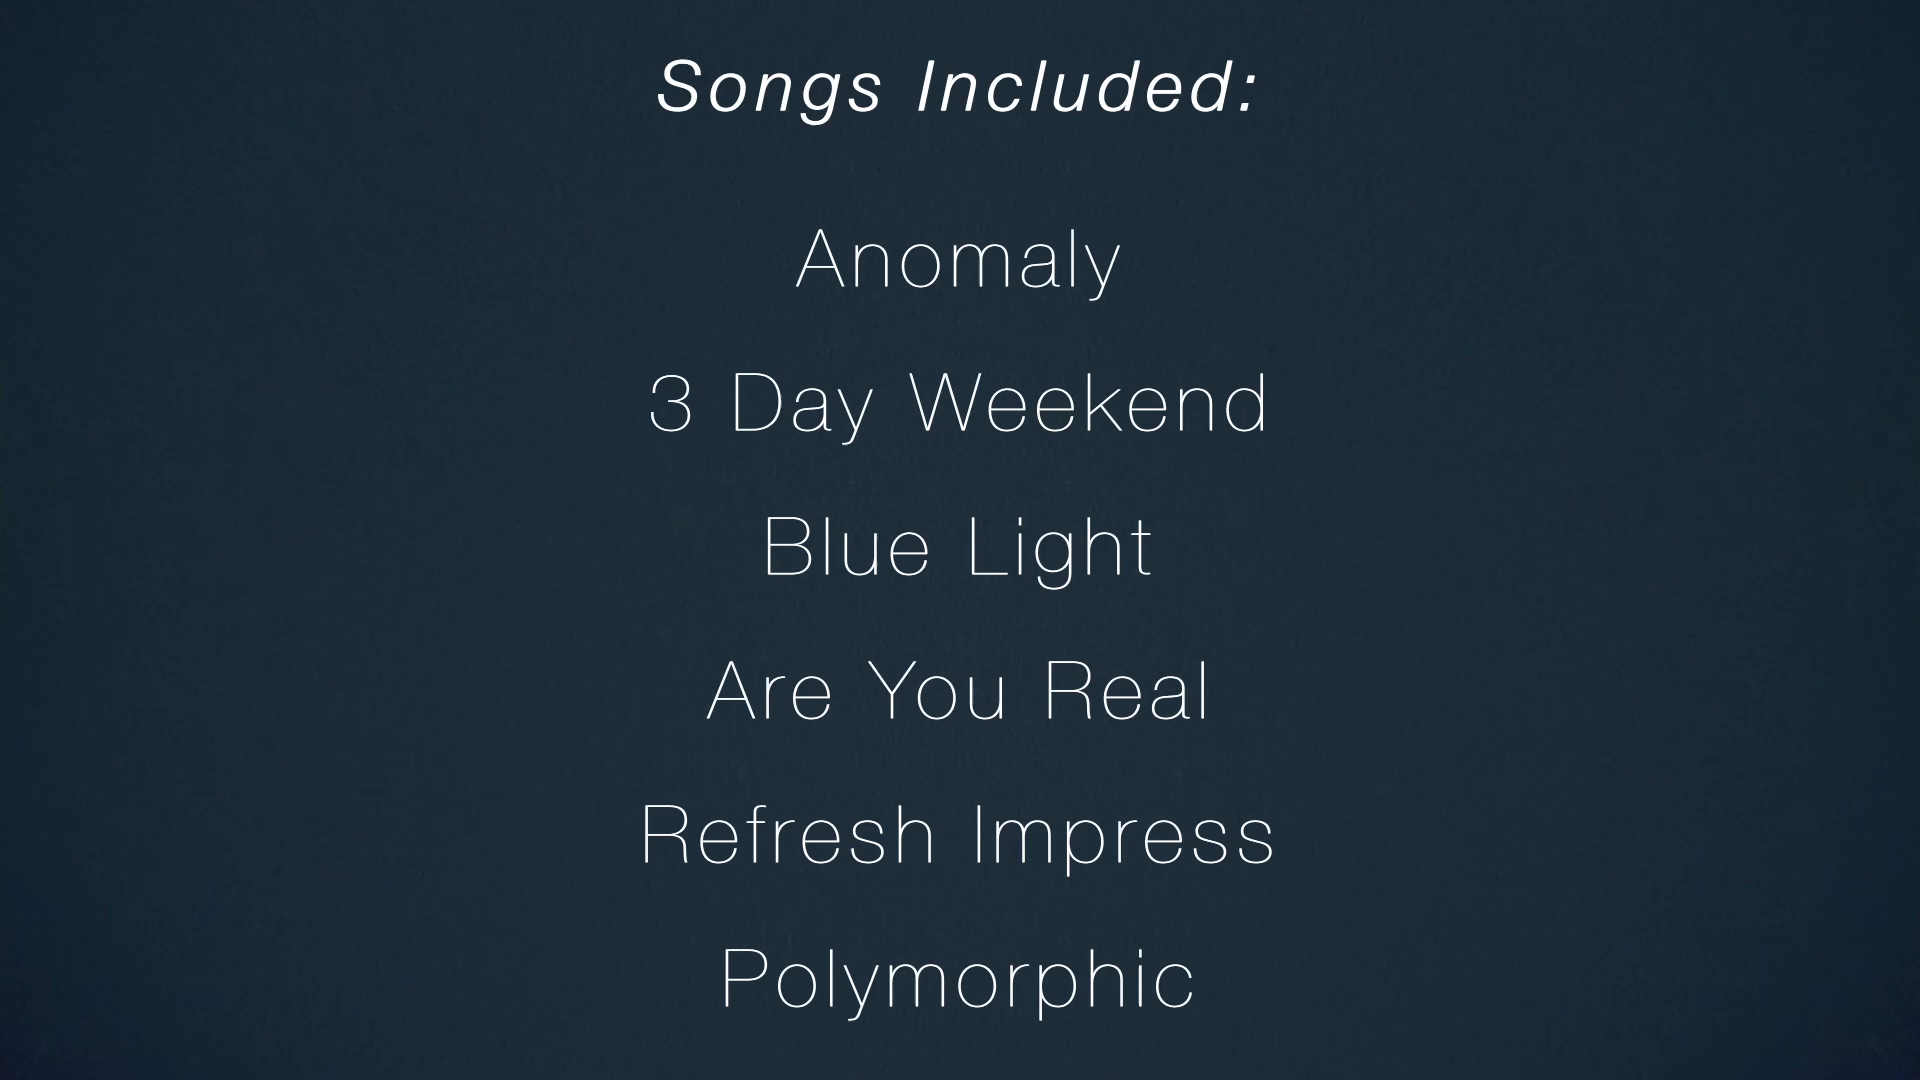 Songs Included:
Anomaly
3 Day Weekend
Blue Light
Are You Real
Refresh Impress
Polymorphic